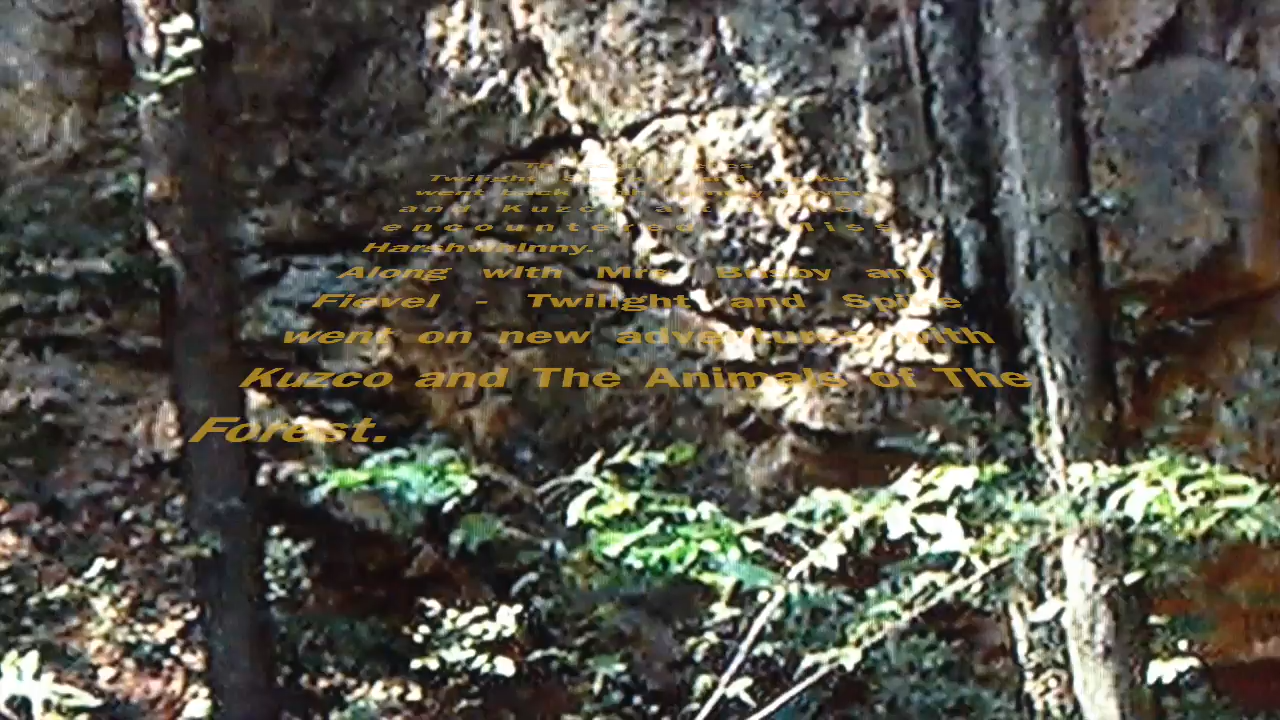 Twilight
went back
and Kuzco
encountered Miss
Harshwhinny.
Along with Mrs. Brisby and
Fievel - Twilight and Spike
went on new adventures with
Kuzco and The Animals of The
Forest.